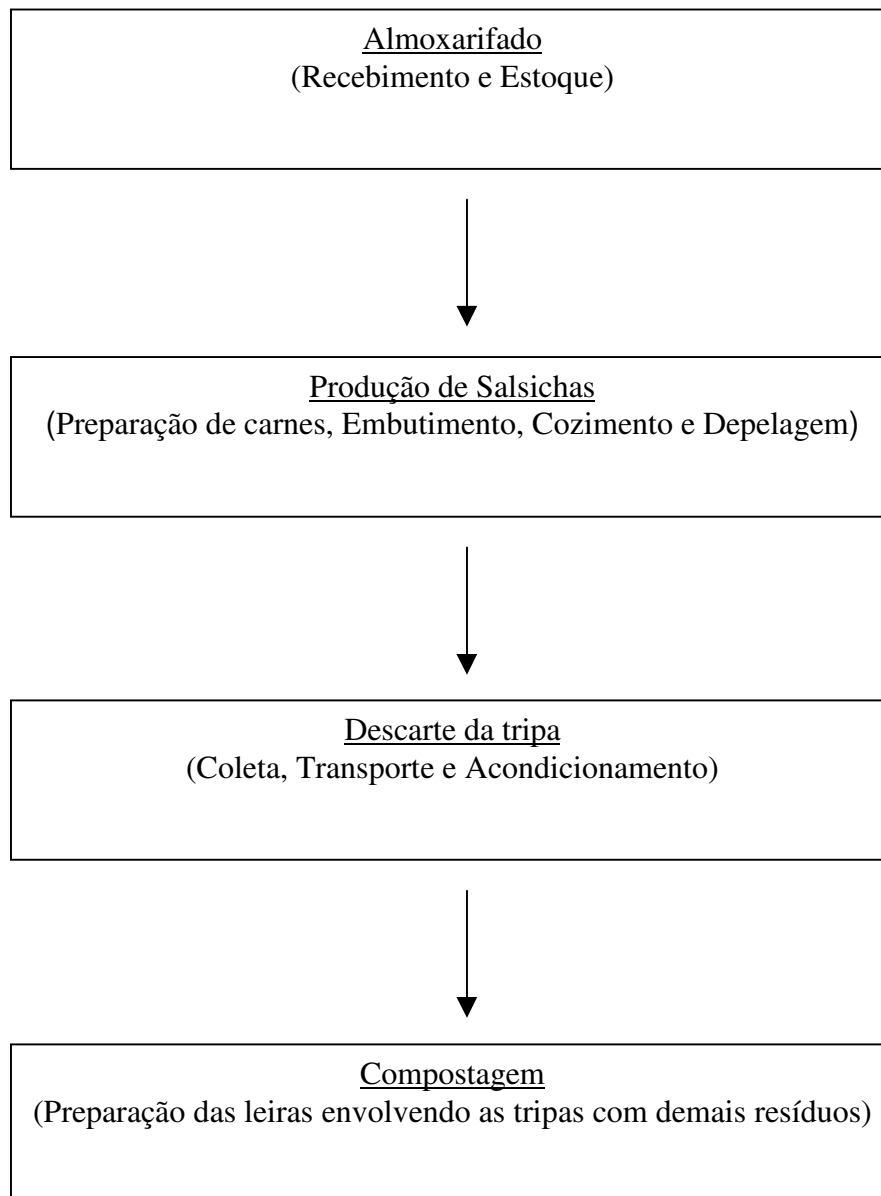 Almoxarifado
(Recebimento e Estoque)
Produção de Salsichas
(Preparação de carnes, Embutimento, Cozimento e Depelagem)
Descarte da tripa
(Coleta, Transporte e Acondicionamento)
Compostagem
(Preparação das leiras envolvendo as tripas com demais resíduos)